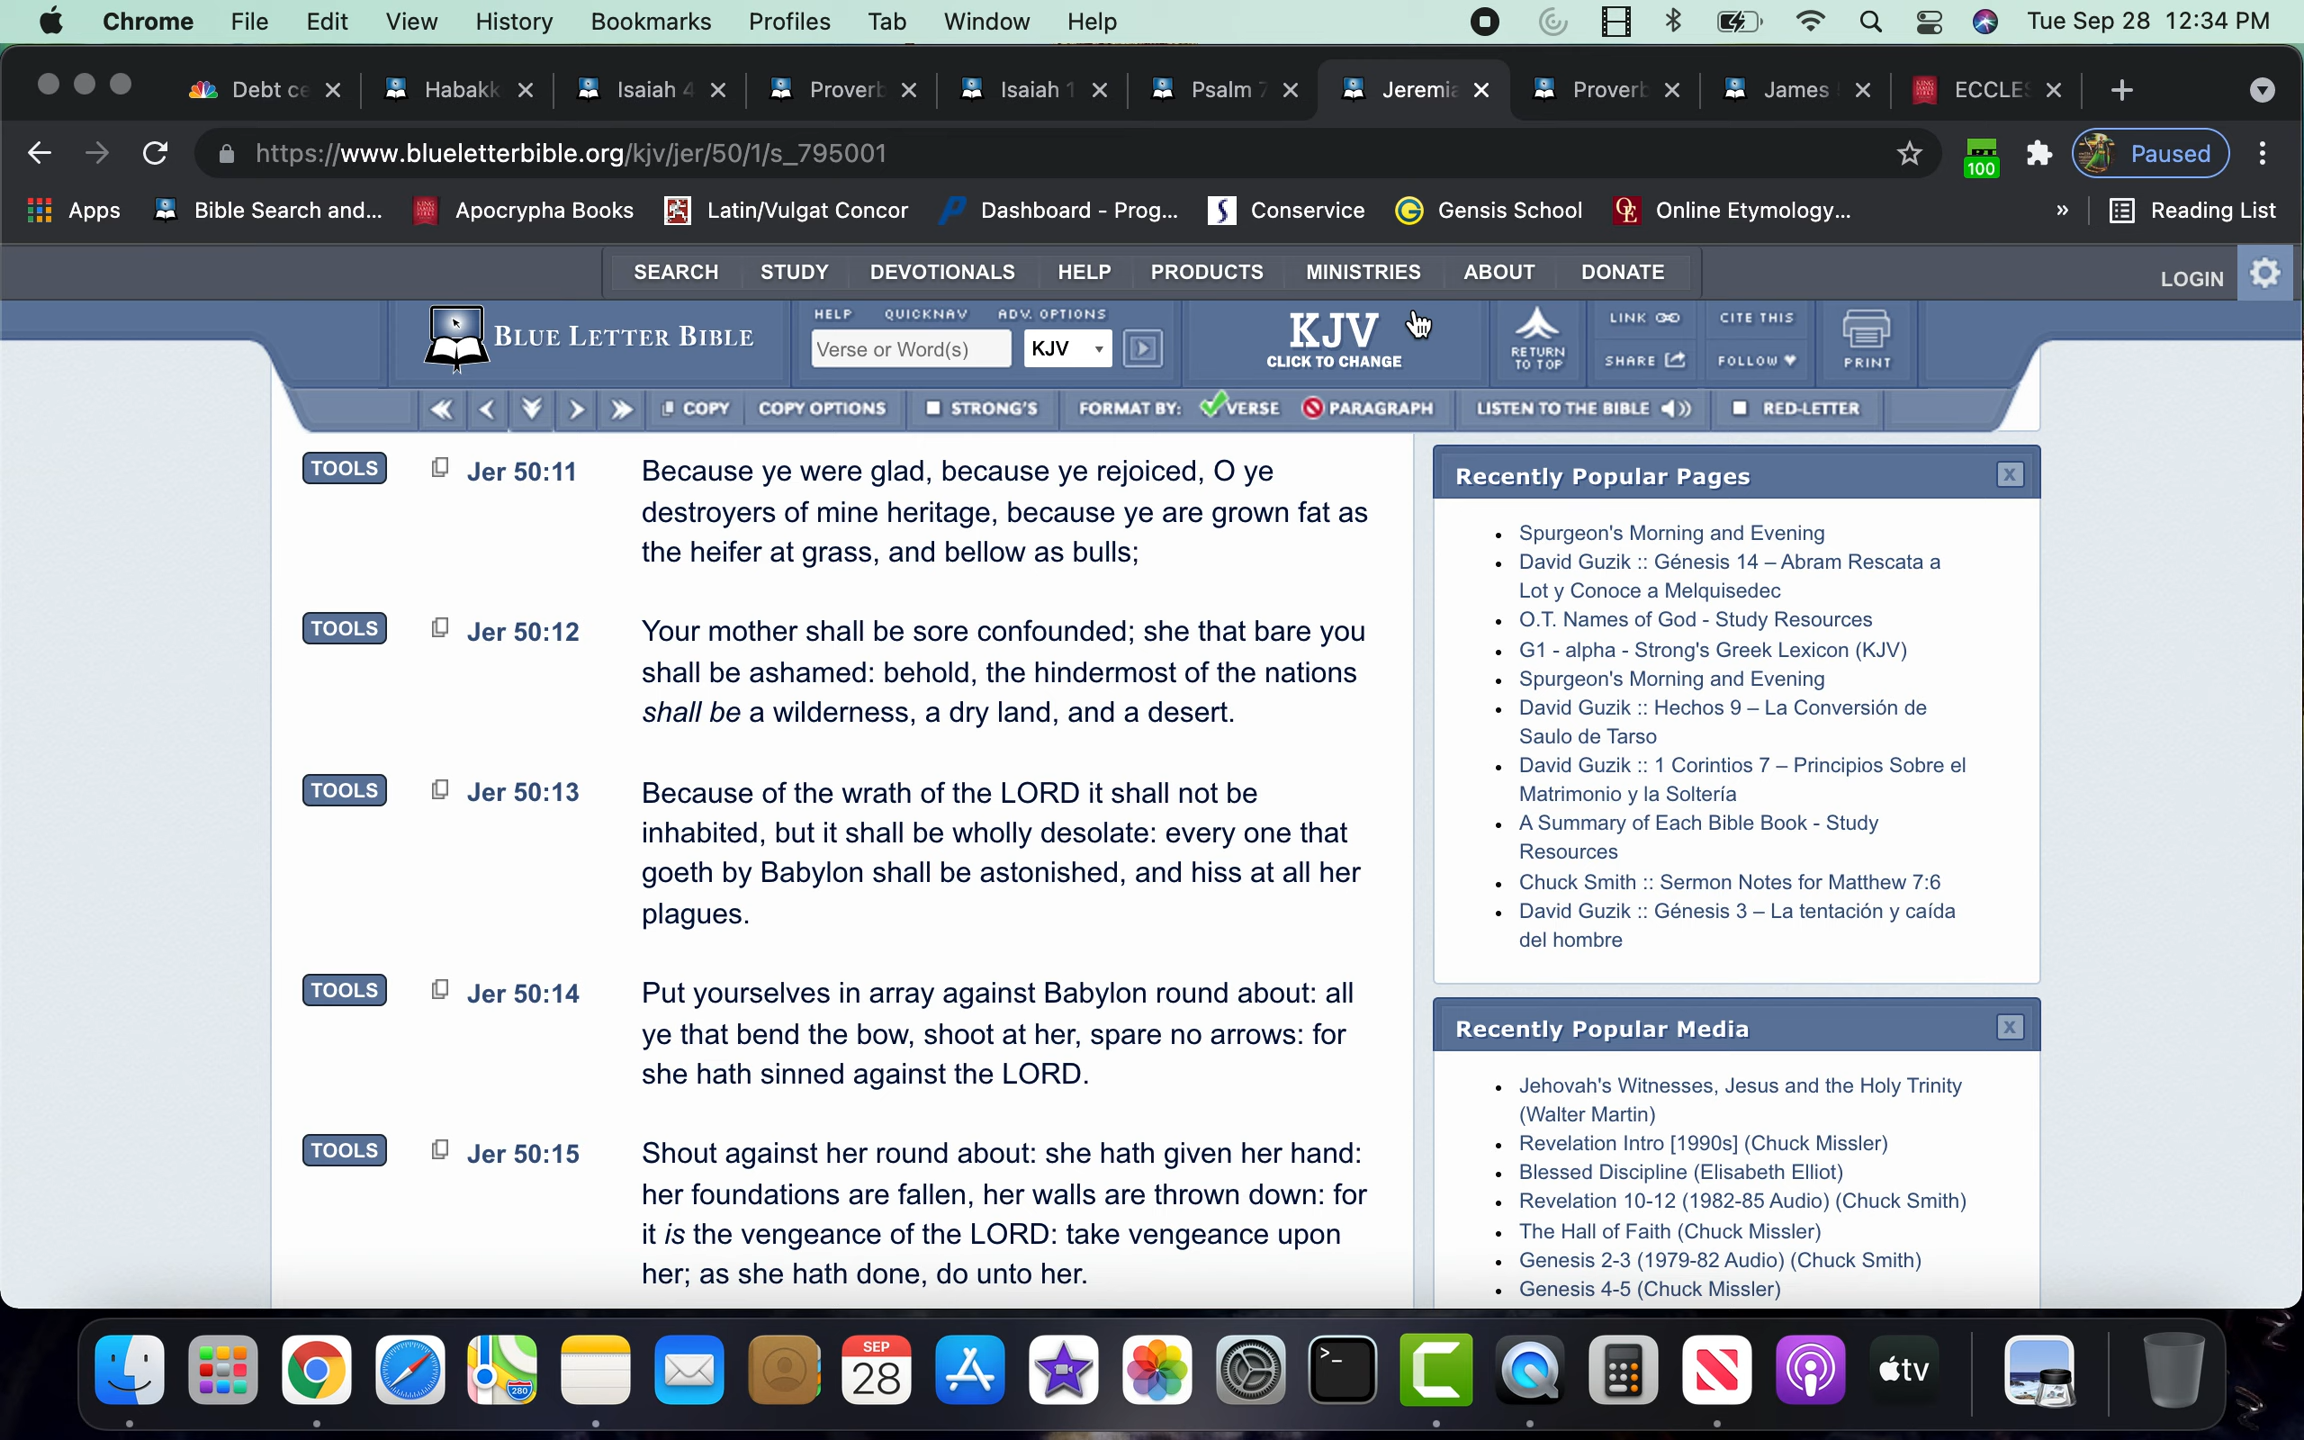 Chrome File Edit View History Bookmarks Profiles Tab Window Help Tue Sep 28 12:34 PM
Debt ce Habakk Isaiah 4 Proverb Isaiah 1 Psalm 7 Jeremia Proverb James ECCLES
https://www.blueletterbible.org/kjv/jer/50/1/s_795001 100 Paused
Apps Bible Search and... Apocrypha Books Latin/Vulgat Concor Dashboard - Prog... Conservice Gensis School Online Etymology... » Reading List
SEARCH STUDY DEVOTIONALS HELP PRODUCTS MINISTRIES ABOUT DONATE LOGIN
HELP QUICKNAV ADV. OPTIONS
BLUE LETTER BIBLE
Verse or Word(s) KJV
KJV
CLICK TO CHANGE
RETURN
TO TOP
LINK CITE THIS
SHARE FOLLOW PRINT
COPY COPY OPTIONS STRONG'S FORMAT BY: VERSE PARAGRAPH LISTEN TO THE BIBLE RED-LETTER
TOOLS Jer 50:11 Because ye were glad, because ye rejoiced, O ye
destroyers of mine heritage, because ye are grown fat as
the heifer at grass, and bellow as bulls;
TOOLS Jer 50:12 Your mother shall be sore confounded; she that bare you
shall be ashamed: behold, the hindermost of the nations
shall be a wilderness, a dry land, and a desert.
TOOLS Jer 50:13 Because of the wrath of the LORD it shall not be
inhabited, but it shall be wholly desolate: every one that
goeth by Babylon shall be astonished, and hiss at all her
plagues.
TOOLS Jer 50:14 Put yourselves in array against Babylon round about: all
ye that bend the bow, shoot at her, spare no arrows: for
she hath sinned against the LORD.
TOOLS Jer 50:15 Shout against her round about: she hath given her hand:
her foundations are fallen, her walls are thrown down: for
it is the vengeance of the LORD: take vengeance upon
her; as she hath done, do unto her.
Recently Popular Pages x
• Spurgeon's Morning and Evening
• David Guzik :: Génesis 14 – Abram Rescata a
Lot y Conoce a Melquisedec
• O.T. Names of God - Study Resources
• G1 - alpha - Strong's Greek Lexicon (KJV)
• Spurgeon's Morning and Evening
• David Guzik :: Hechos 9 – La Conversión de
Saulo de Tarso
• David Guzik :: 1 Corintios 7 – Principios Sobre el
Matrimonio y la Soltería
• A Summary of Each Bible Book - Study
Resources
• Chuck Smith :: Sermon Notes for Matthew 7:6
• David Guzik :: Génesis 3 – La tentación y caída
del hombre
Recently Popular Media x
• Jehovah's Witnesses, Jesus and the Holy Trinity
(Walter Martin)
• Revelation Intro [1990s] (Chuck Missler)
• Blessed Discipline (Elisabeth Elliot)
• Revelation 10-12 (1982-85 Audio) (Chuck Smith)
• The Hall of Faith (Chuck Missler)
• Genesis 2-3 (1979-82 Audio) (Chuck Smith)
• Genesis 4-5 (Chuck Missler)
280
SEP
28
>_
tv